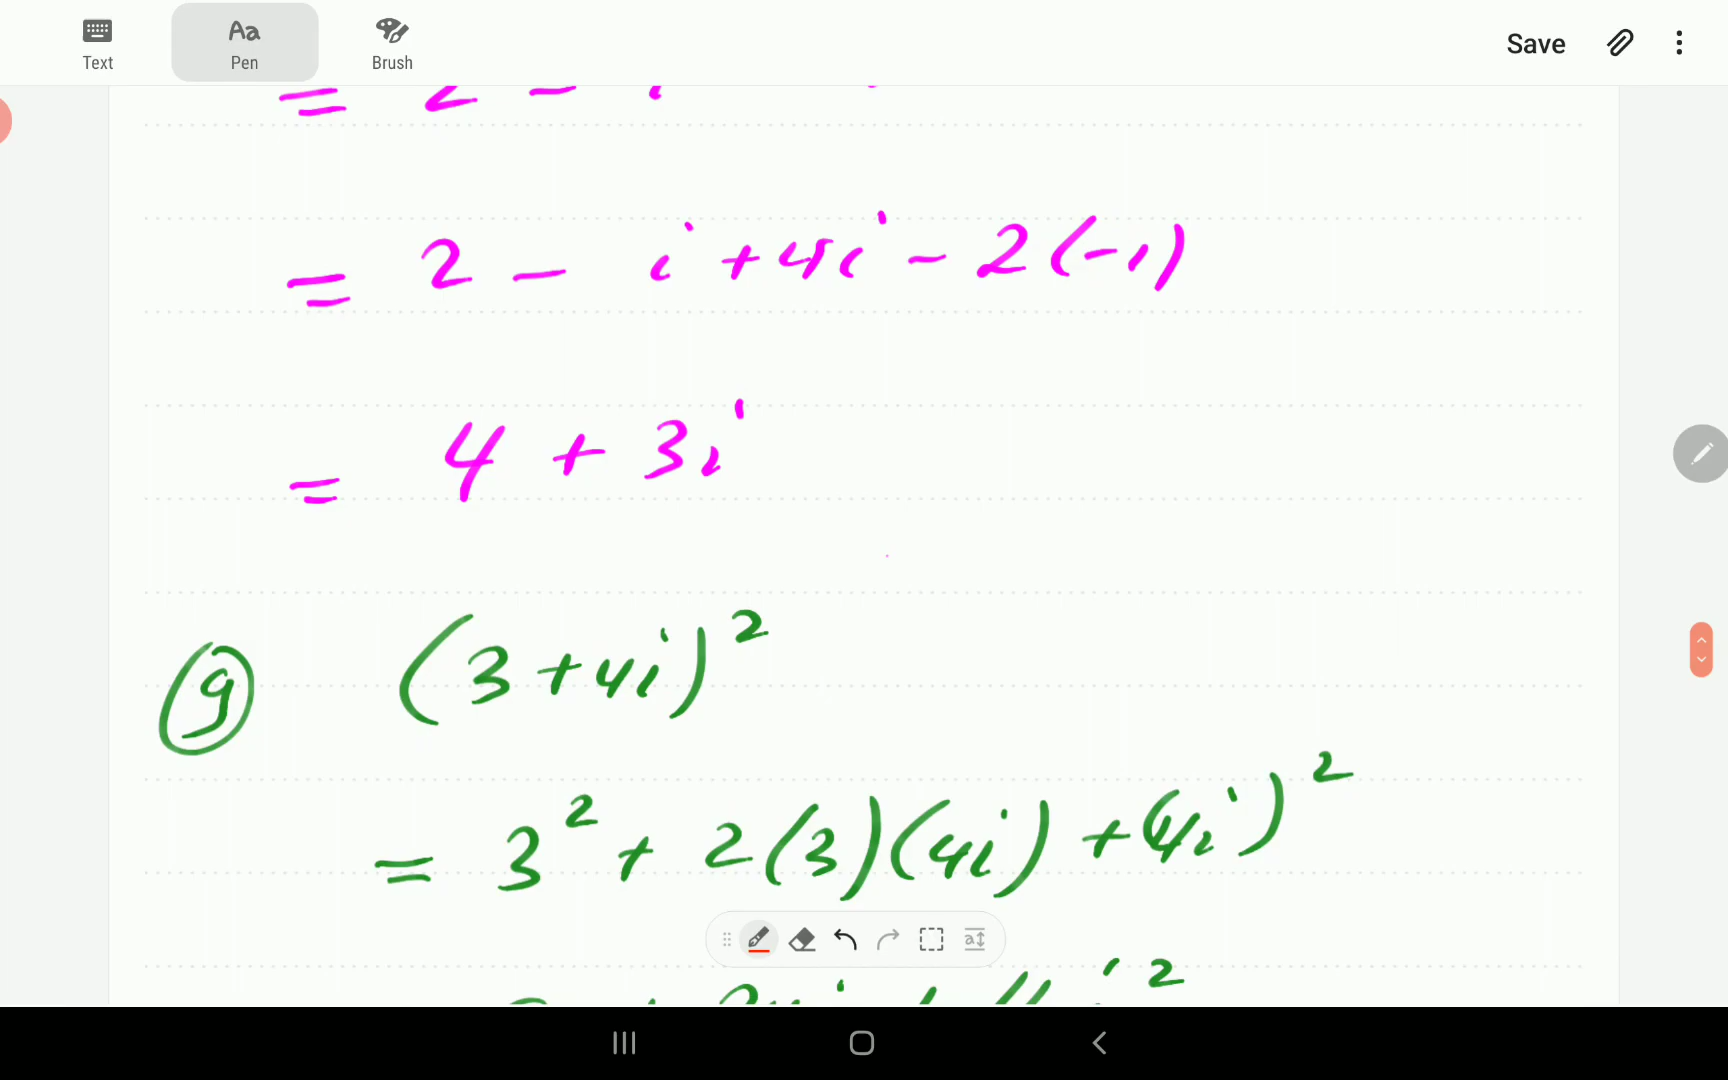 Text Pen Brush Save
= 2 - i
= 2 - i + 4i - 2(-1)
= 4 + 3i
(9) (3 + 4i)²
= 3² + 2(3)(4i) + (4i)²